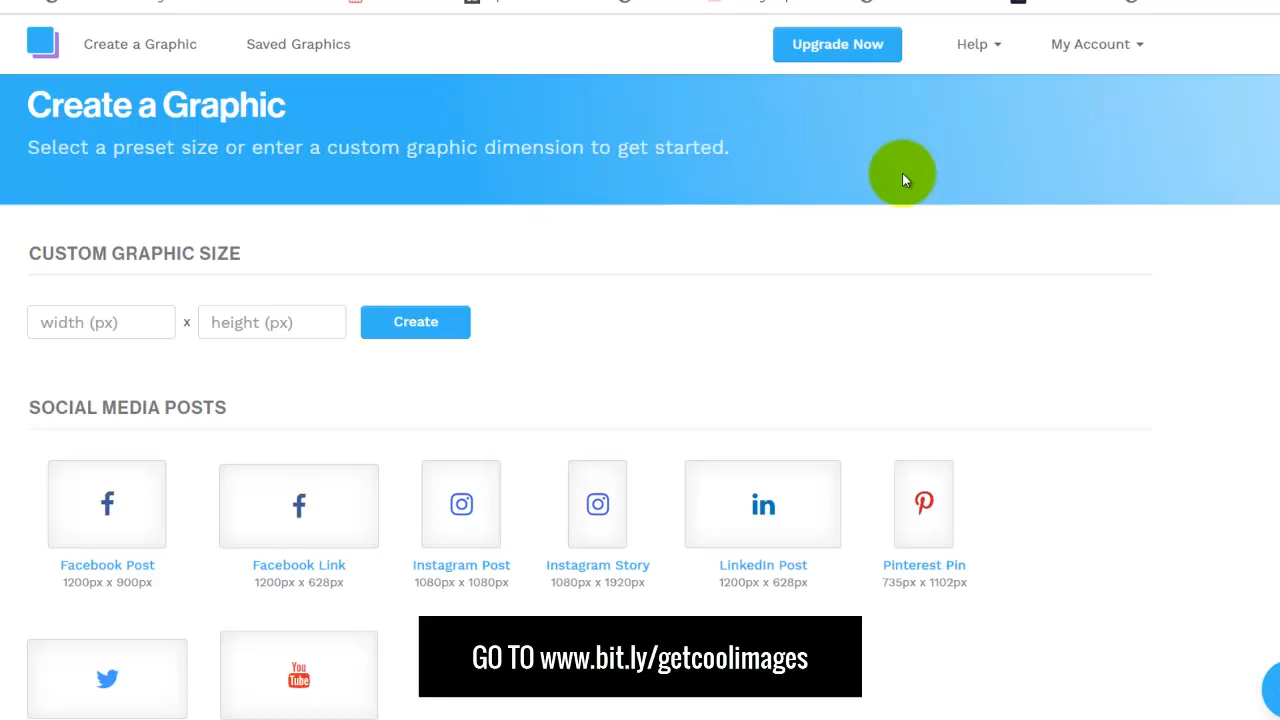 Create a Graphic
Saved Graphics
Upgrade Now
Help
My Account
Create a Graphic
Select a preset size or enter a custom graphic dimension to get started.
CUSTOM GRAPHIC SIZE
width (px)
x
height (px)
Create
SOCIAL MEDIA POSTS
Facebook Post
1200px x 900px
Facebook Link
1200px x 628px
Instagram Post
1080px x 1080px
Instagram Story
1080px x 1920px
LinkedIn Post
1200px x 628px
Pinterest Pin
735px x 1102px
You
Tube
GO TO www.bit.ly/getcoolimages